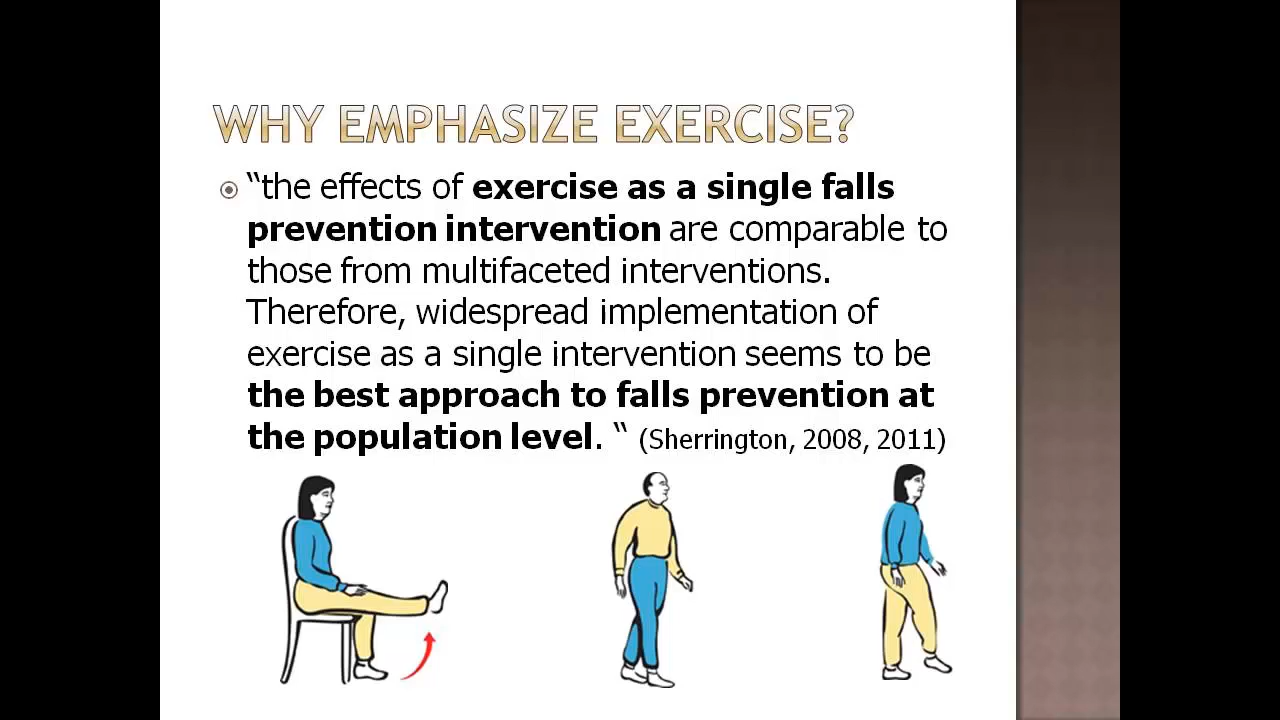 WHY EMPHASIZE EXERCISE?
“the effects of exercise as a single falls
prevention intervention are comparable to
those from multifaceted interventions.
Therefore, widespread implementation of
exercise as a single intervention seems to be
the best approach to falls prevention at
the population level. “ (Sherrington, 2008, 2011)